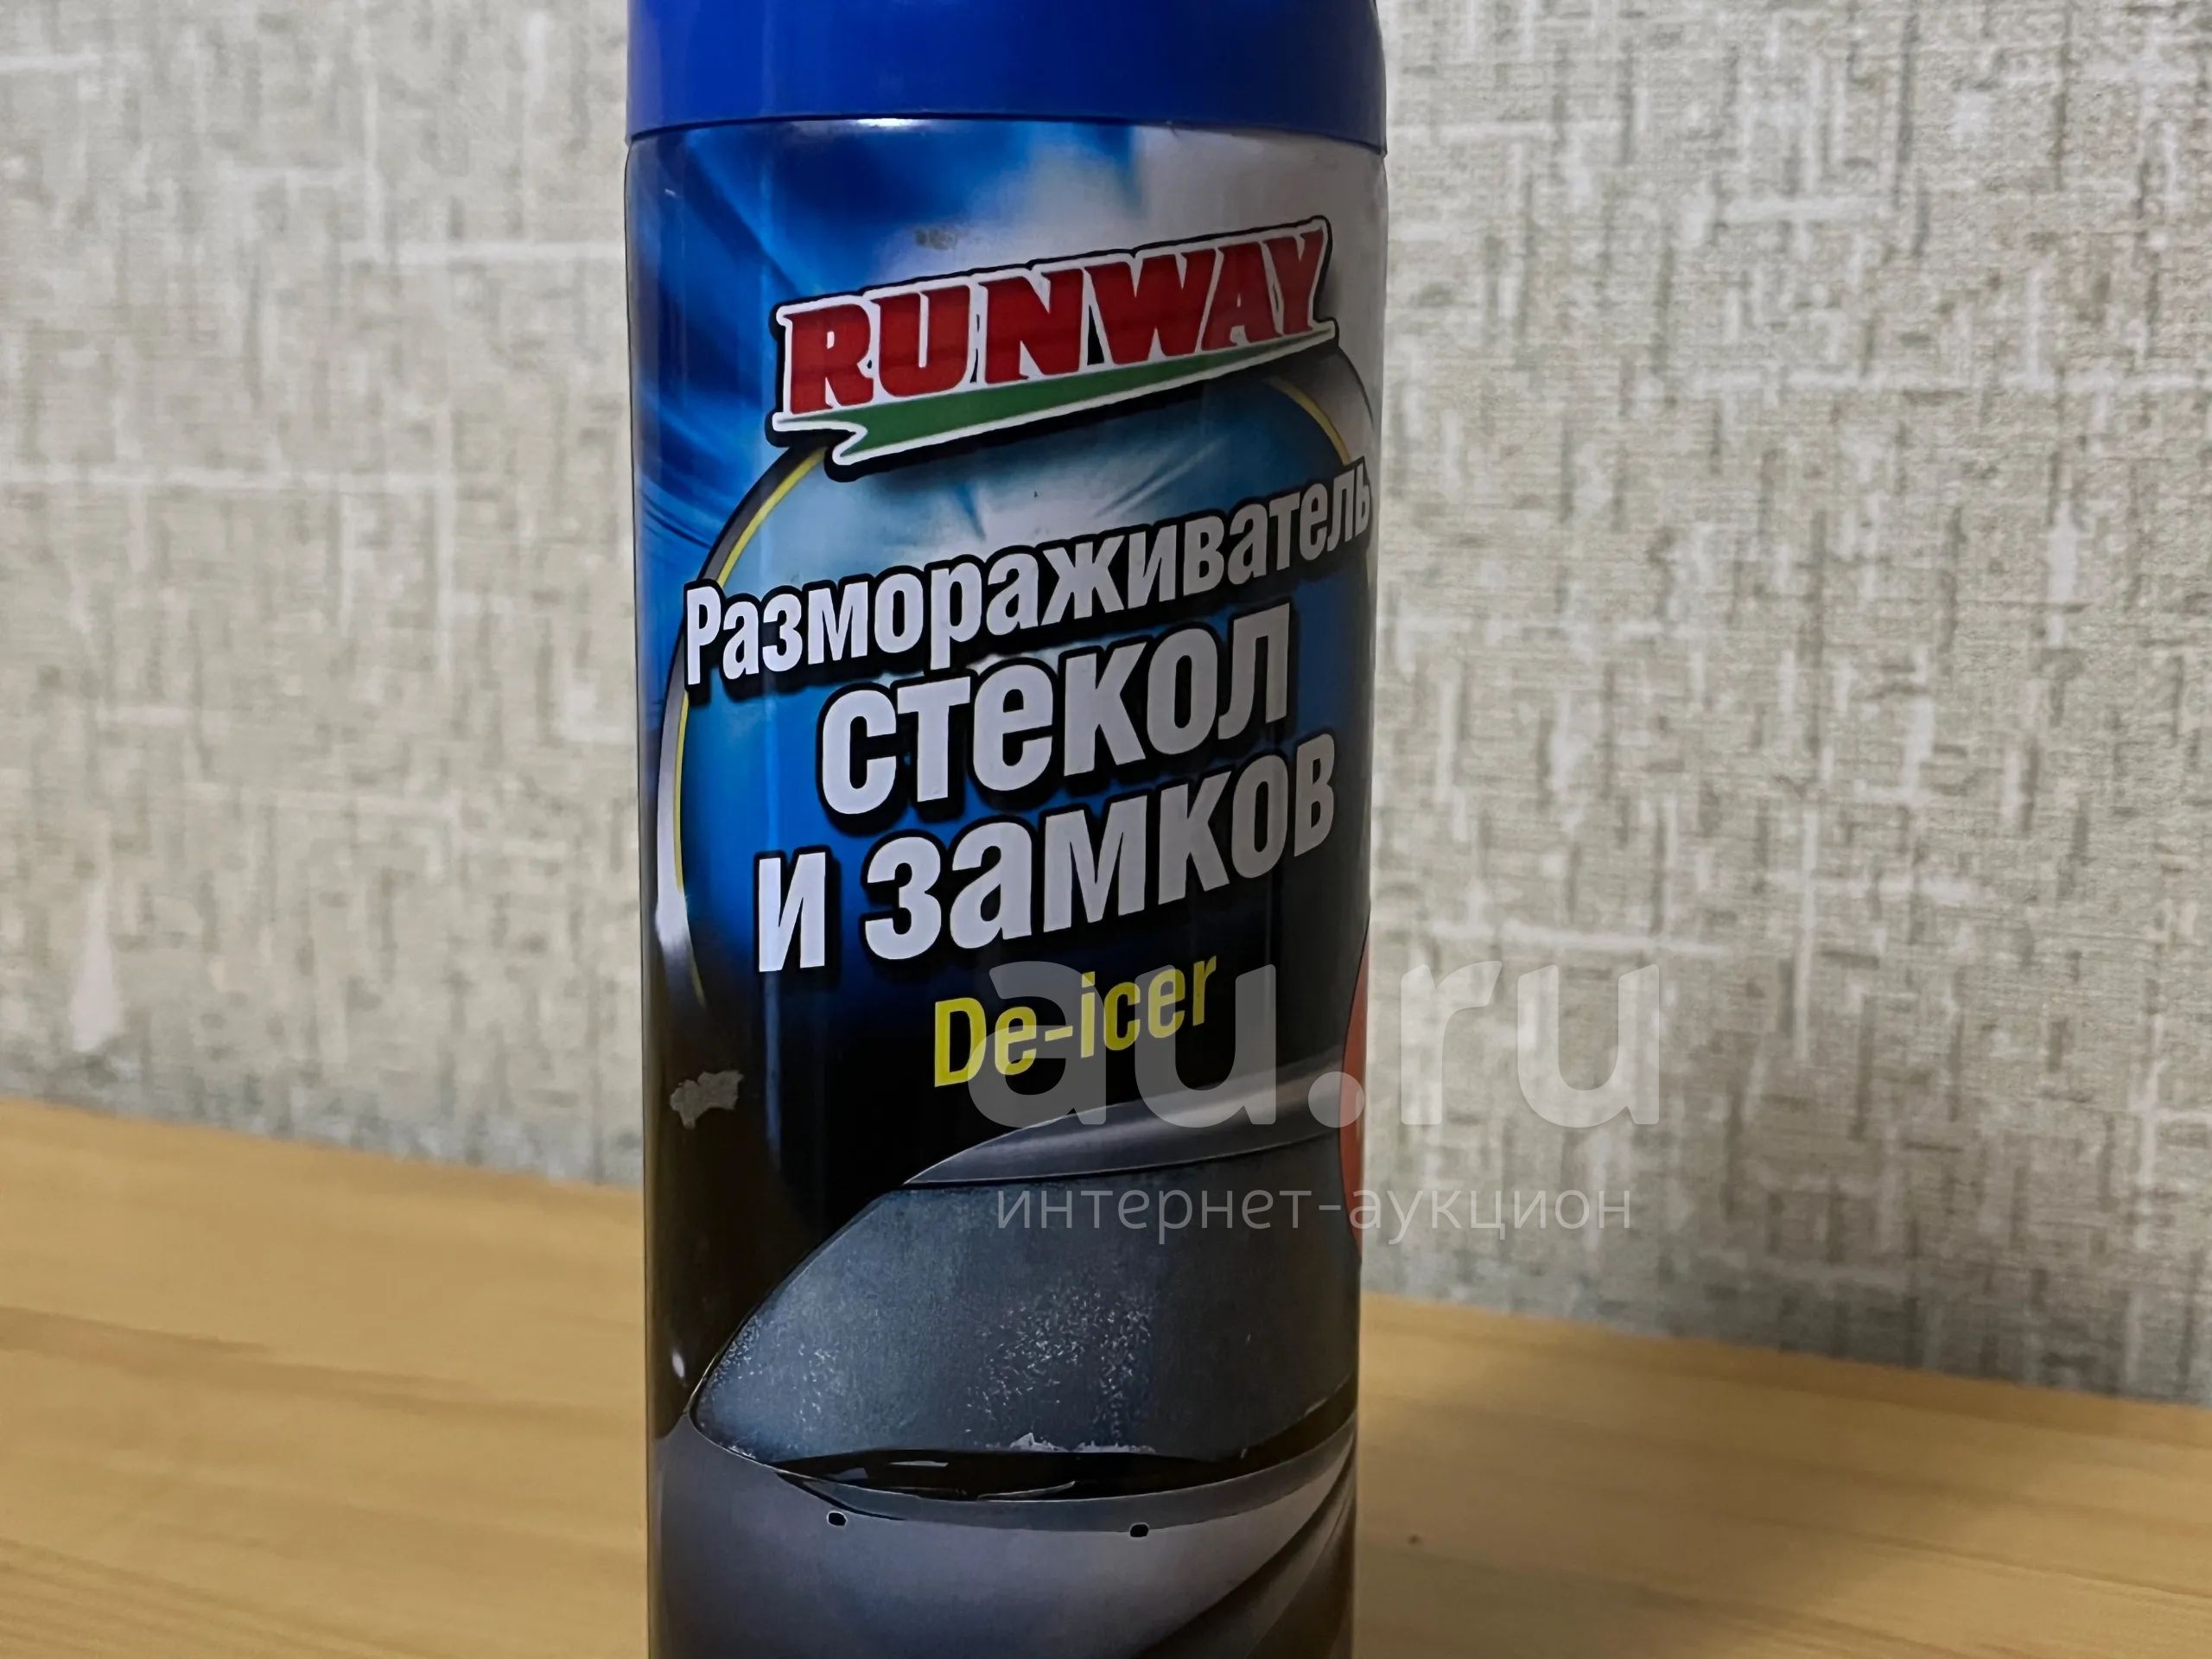 RUNWAY
Размораживатель
стекол
и замков
De-icer
au.ru
интернет-аукцион